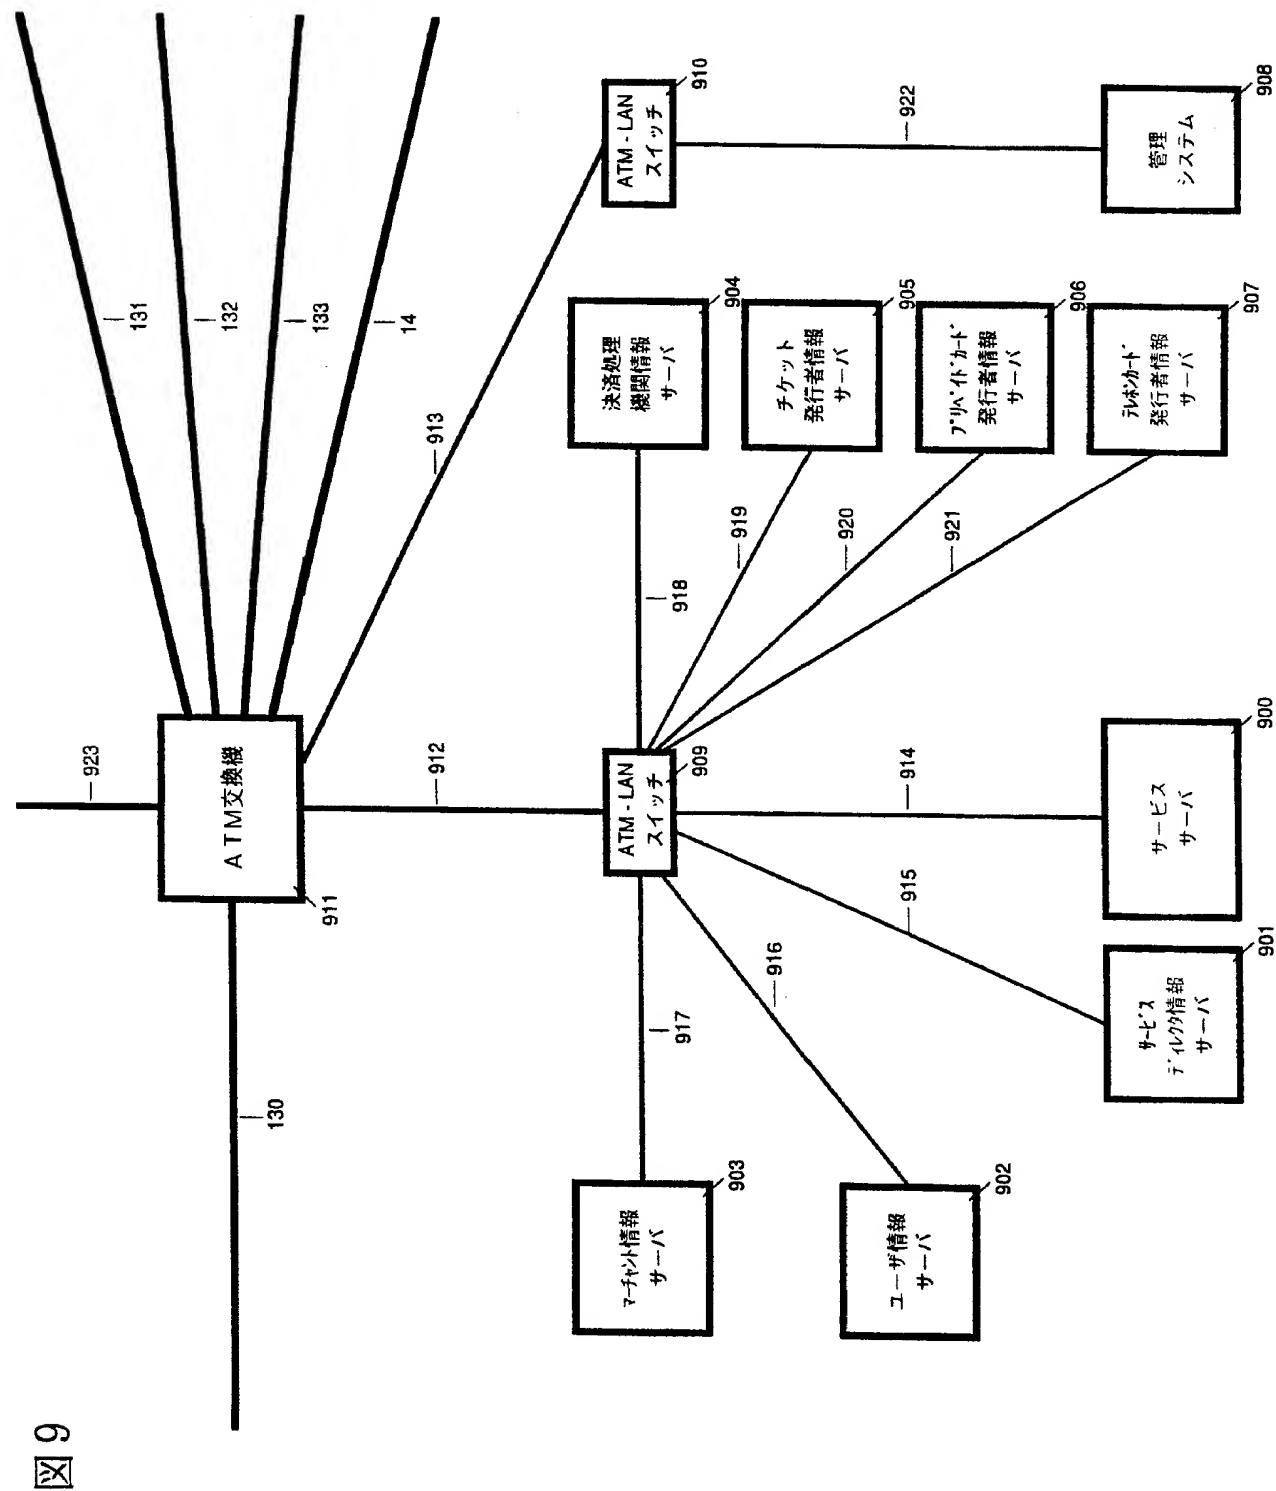 図9
923
131
132
133
14
ATM交換機
911
130
912
913
ATM-LAN
スイッチ
910
922
管理
システム
908
ATM-LAN
スイッチ
909
918
919
920
921
決済処理
機関情報
サーバ
904
チケット
発行者情報
サーバ
905
プリペイドカード
発行者情報
サーバ
906
テレホンカード
発行者情報
サーバ
907
914
915
916
917
サービス
サーバ
900
サービス
ディレクタ情報
サーバ
901
ユーザ情報
サーバ
902
マーチャント情報
サーバ
903